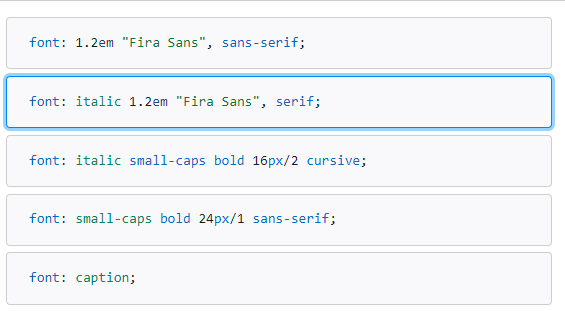 font: 1.2em "Fira Sans", sans-serif;
font: italic 1.2em "Fira Sans", serif;
font: italic small-caps bold 16px/2 cursive;
font: small-caps bold 24px/1 sans-serif;
font: caption;